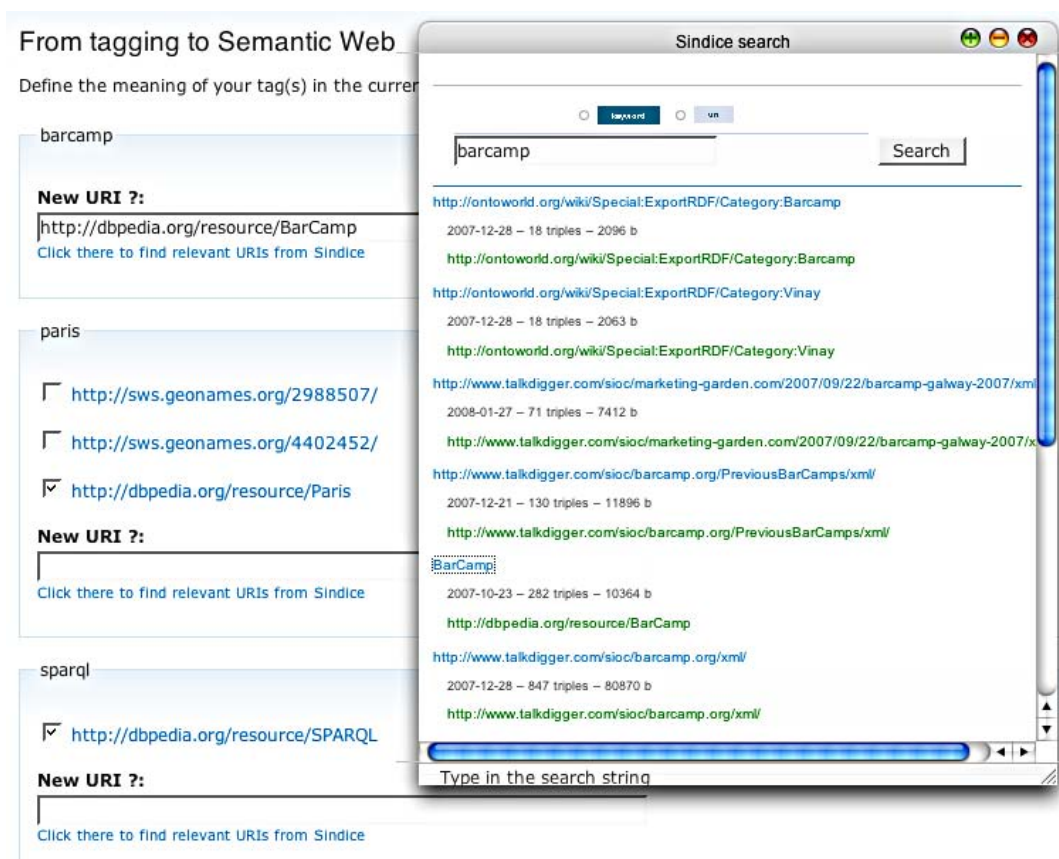 From tagging to Semantic Web
Define the meaning of your tag(s) in the curren
barcamp
New URI ?:
http://dbpedia.org/resource/BarCamp
Click there to find relevant URIs from Sindice
paris
http://sws.geonames.org/2988507/
http://sws.geonames.org/4402452/
http://dbpedia.org/resource/Paris
New URI ?:
Click there to find relevant URIs from Sindice
sparql
http://dbpedia.org/resource/SPARQL
New URI ?:
Click there to find relevant URIs from Sindice
Sindice search
keyword uri
barcamp Search
http://ontoworld.org/wiki/Special:ExportRDF/Category:Barcamp
2007-12-28 – 18 triples – 2096 b
http://ontoworld.org/wiki/Special:ExportRDF/Category:Barcamp
http://ontoworld.org/wiki/Special:ExportRDF/Category:Vinay
2007-12-28 – 18 triples – 2063 b
http://ontoworld.org/wiki/Special:ExportRDF/Category:Vinay
http://www.talkdigger.com/sioc/marketing-garden.com/2007/09/22/barcamp-galway-2007/xml
2008-01-27 – 71 triples – 7412 b
http://www.talkdigger.com/sioc/marketing-garden.com/2007/09/22/barcamp-galway-2007/x
http://www.talkdigger.com/sioc/barcamp.org/PreviousBarCamps/xml/
2007-12-21 – 130 triples – 11896 b
http://www.talkdigger.com/sioc/barcamp.org/PreviousBarCamps/xml/
BarCamp
2007-10-23 – 282 triples – 10364 b
http://dbpedia.org/resource/BarCamp
http://www.talkdigger.com/sioc/barcamp.org/xml/
2007-12-28 – 847 triples – 80870 b
http://www.talkdigger.com/sioc/barcamp.org/xml/
Type in the search string